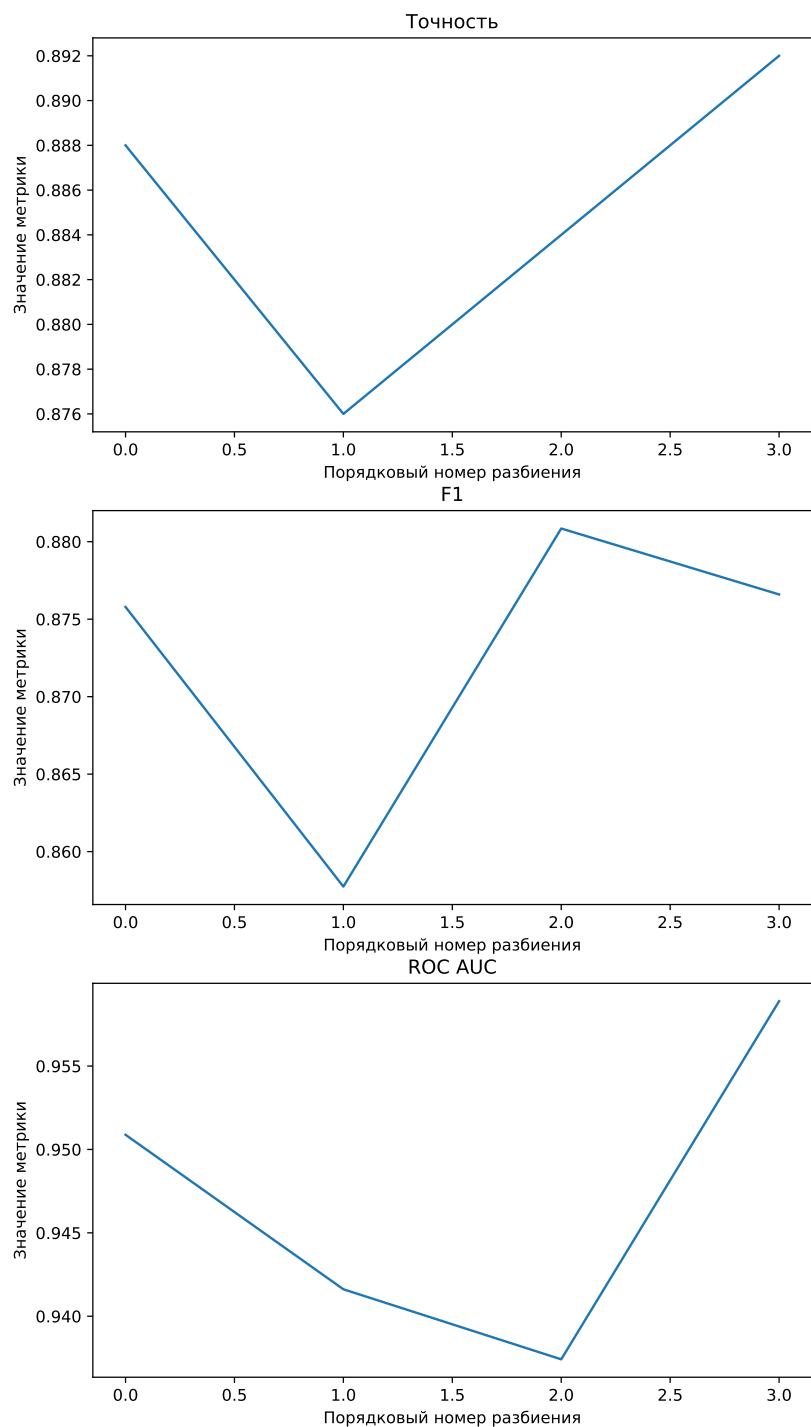 Точность
0.892
0.890
0.888
0.886
0.884
0.882
0.880
0.878
0.876
Значение метрики
0.0 0.5 1.0 1.5 2.0 2.5 3.0
Порядковый номер разбиения
F1
0.880
0.875
0.870
0.865
0.860
Значение метрики
0.0 0.5 1.0 1.5 2.0 2.5 3.0
Порядковый номер разбиения
ROC AUC
0.955
0.950
0.945
0.940
Значение метрики
0.0 0.5 1.0 1.5 2.0 2.5 3.0
Порядковый номер разбиения